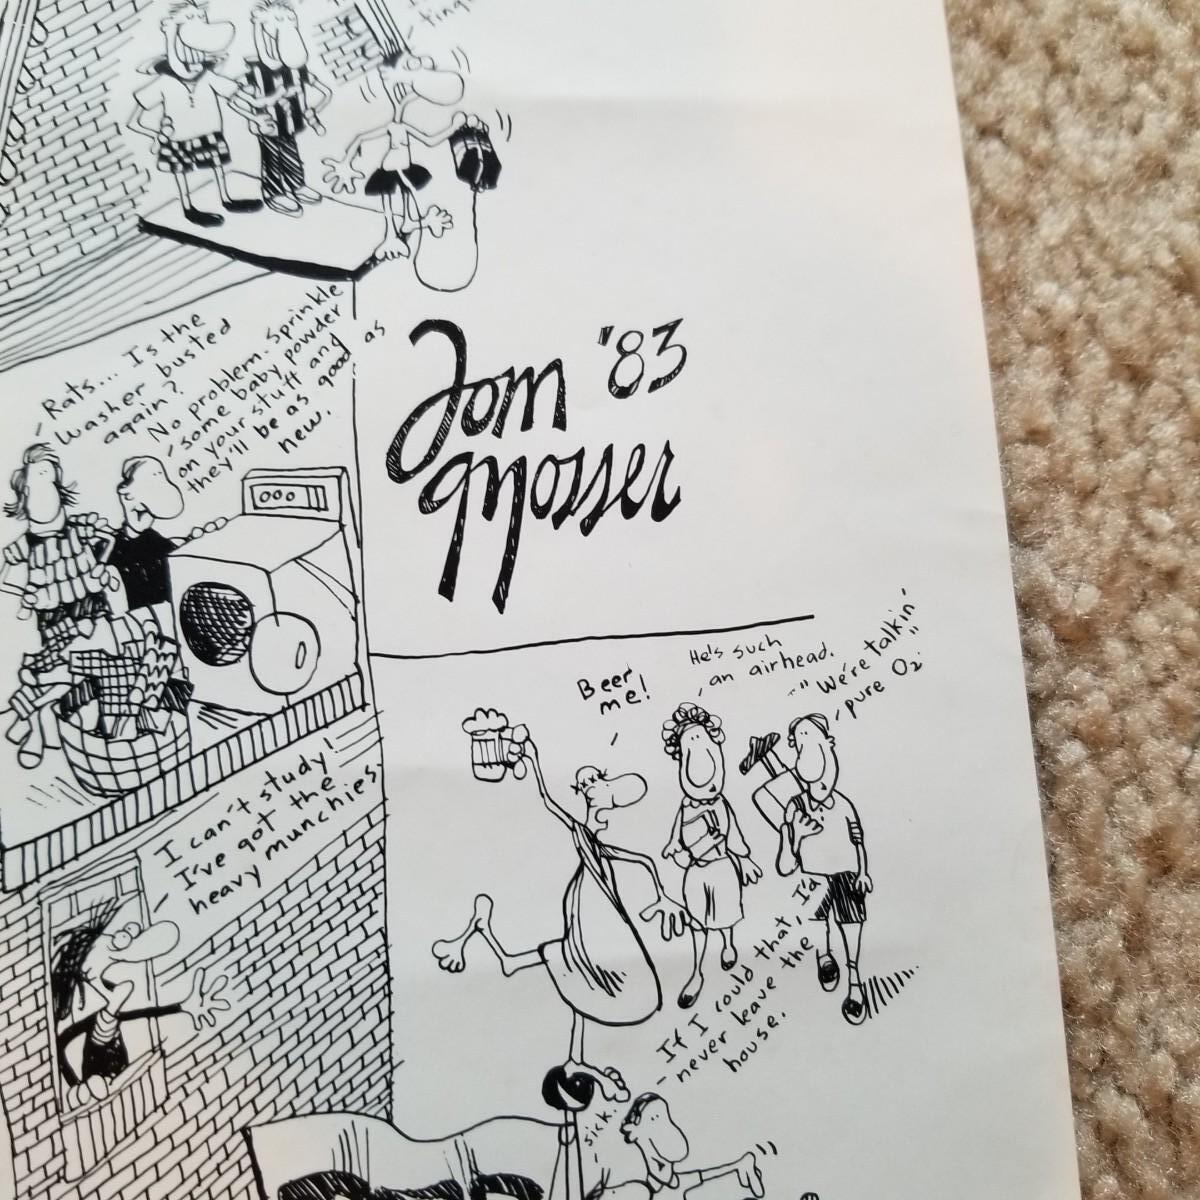 Rats... Is the
washer busted
again?
No problem. Sprinkle
some baby powder
on your stuff and
they'll be as good as
new.
Tom '83
Mosser
Beer
me!
He's such
an airhead.
"We're talkin'
pure O2"
I can't study!
I've got the
heavy munchies
If I could that, I'd
never leave the
house.
sick.